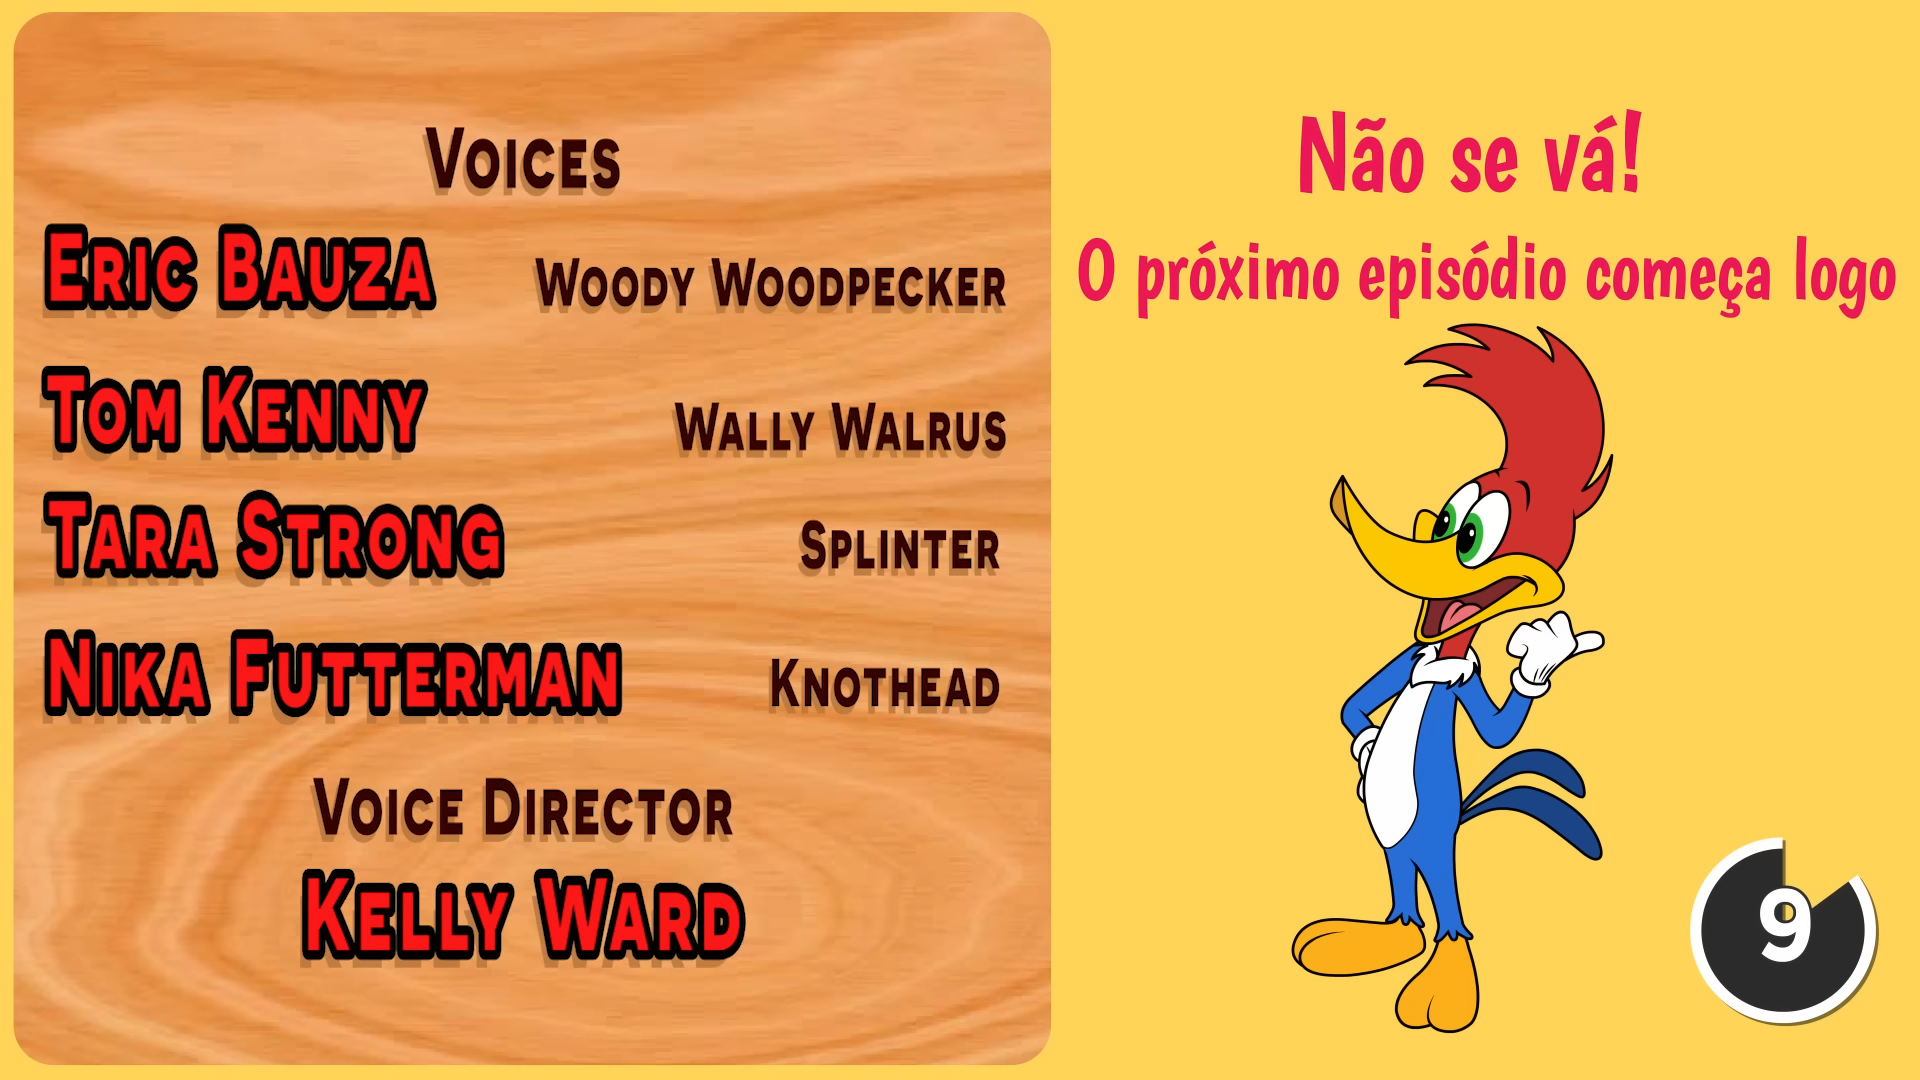 Voices
Eric Bauza Woody Woodpecker
Tom Kenny Wally Walrus
Tara Strong Splinter
Nika Futterman Knothead
Voice Director
Kelly Ward
Não se vá!
O próximo episódio começa logo
9